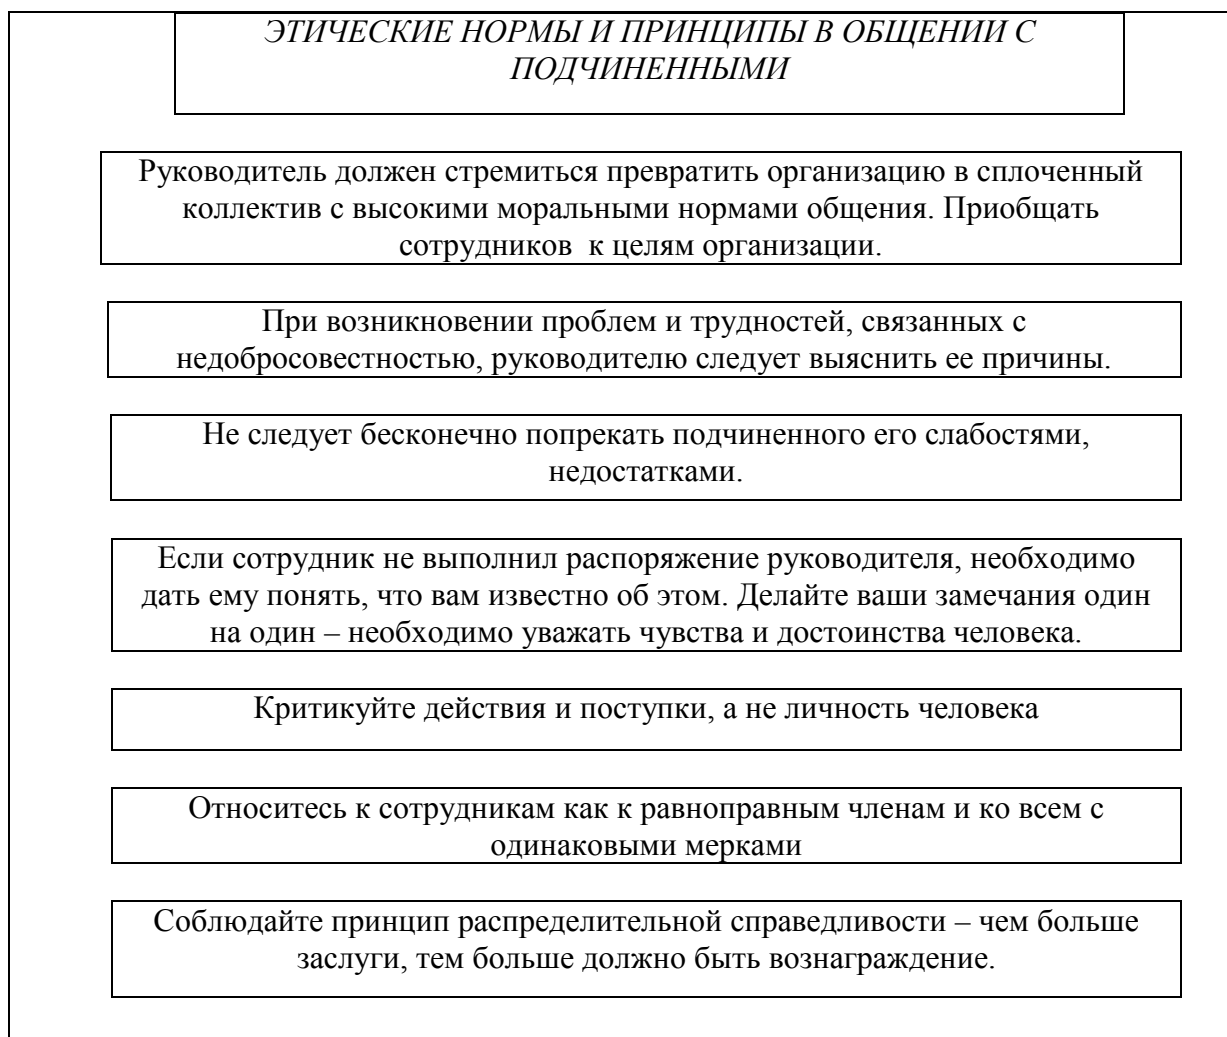 ЭТИЧЕСКИЕ НОРМЫ И ПРИНЦИПЫ В ОБЩЕНИИ С
ПОДЧИНЕННЫМИ
Руководитель должен стремиться превратить организацию в сплоченный
коллектив с высокими моральными нормами общения. Приобщать
сотрудников  к целям организации.
При возникновении проблем и трудностей, связанных с
недобросовестностью, руководителю следует выяснить ее причины.
Не следует бесконечно попрекать подчиненного его слабостями,
недостатками.
Если сотрудник не выполнил распоряжение руководителя, необходимо
дать ему понять, что вам известно об этом. Делайте ваши замечания один
на один – необходимо уважать чувства и достоинства человека.
Критикуйте действия и поступки, а не личность человека
Относитесь к сотрудникам как к равноправным членам и ко всем с
одинаковыми мерками
Соблюдайте принцип распределительной справедливости – чем больше
заслуги, тем больше должно быть вознаграждение.